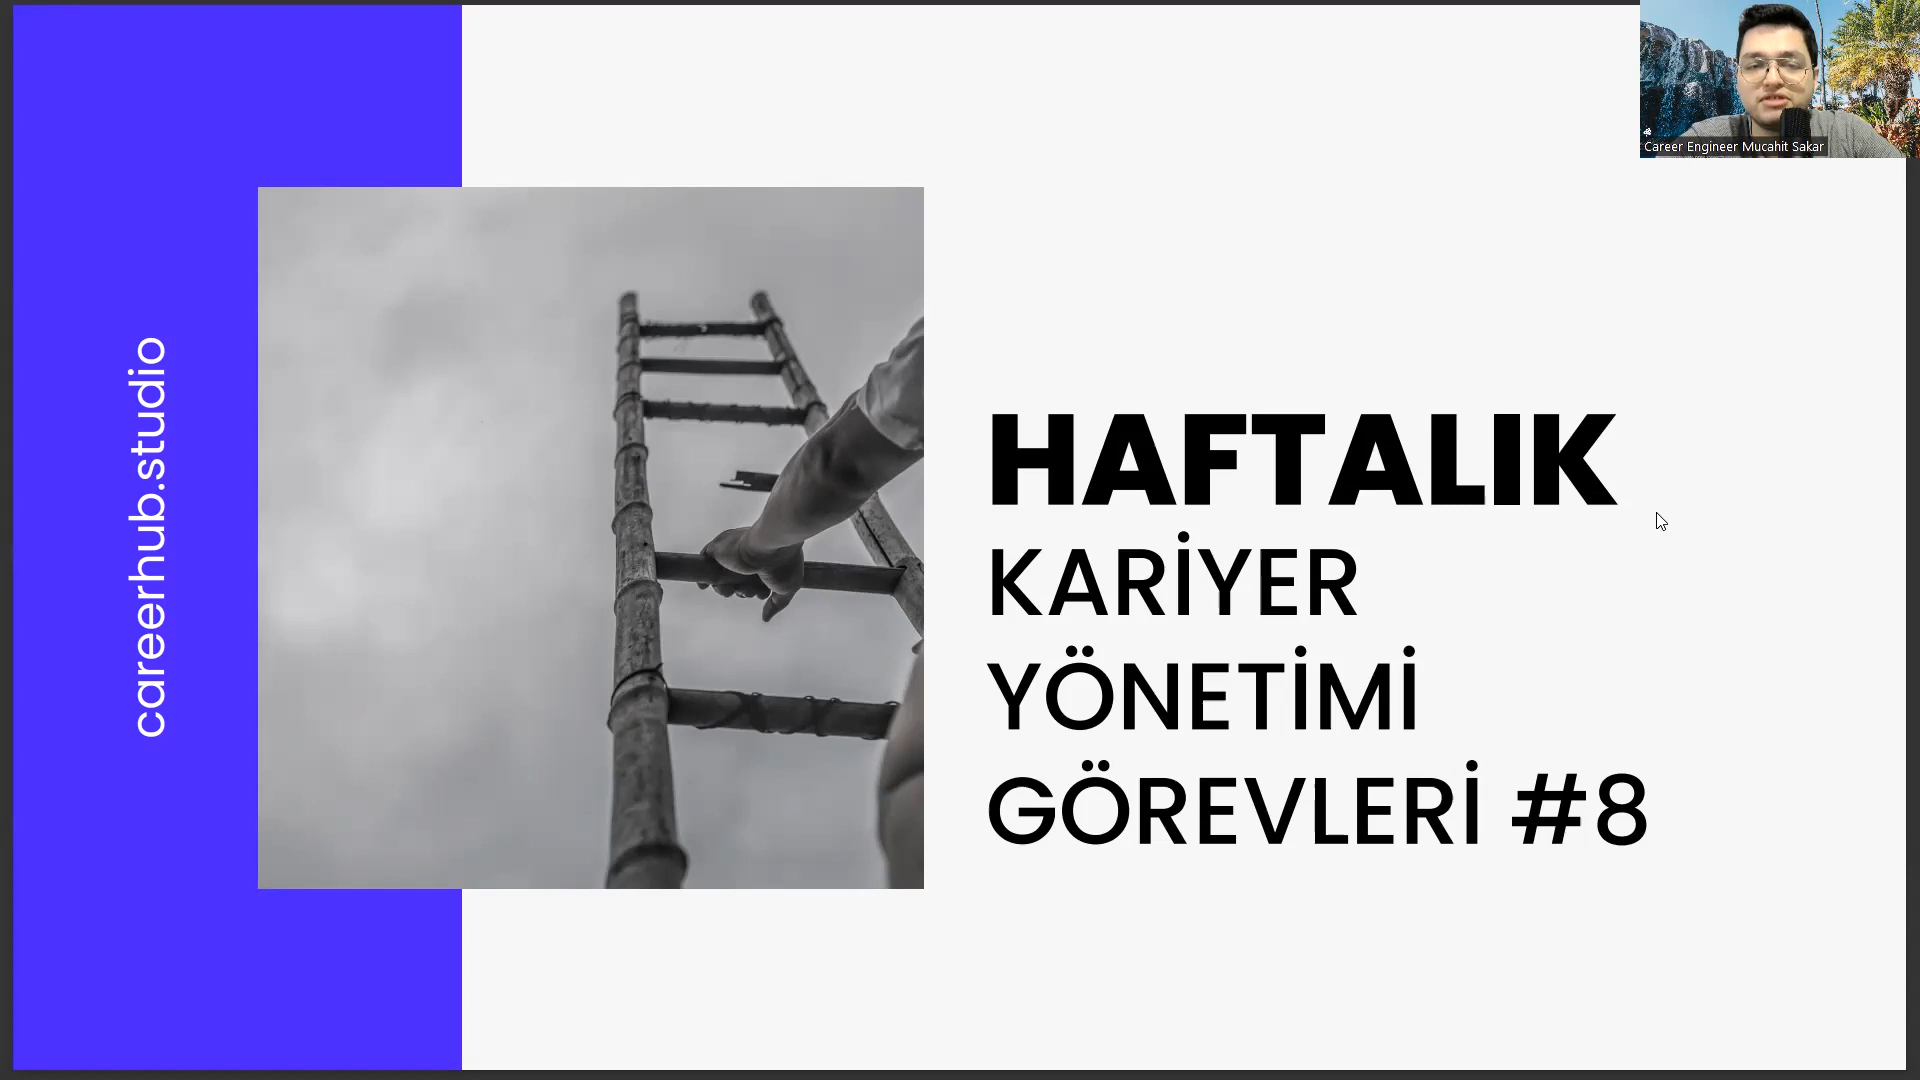 careerhub.studio
HAFTALIK
KARİYER
YÖNETİMİ
GÖREVLERİ #8
Career Engineer Mucahit Sakar